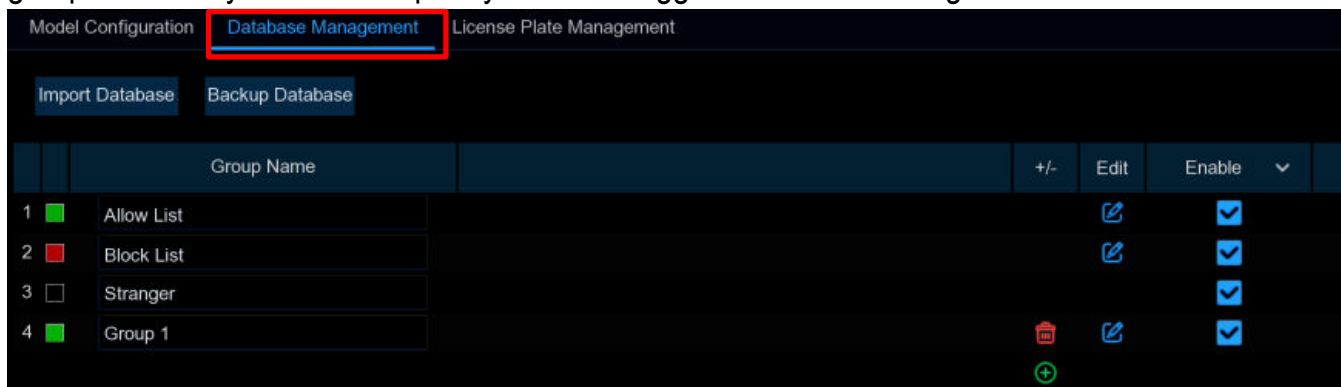 Model Configuration Database Management License Plate Management
Import Database Backup Database
Group Name +/- Edit Enable
1 Allow List
2 Block List
3 Stranger
4 Group 1